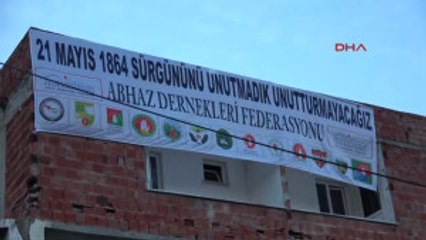 DHA
21 MAYIS 1864 SÜRGÜNÜNÜ UNUTMADIK UNUTTURMAYACAĞIZ
ABHAZ DERNEKLERİ FEDERASYONU